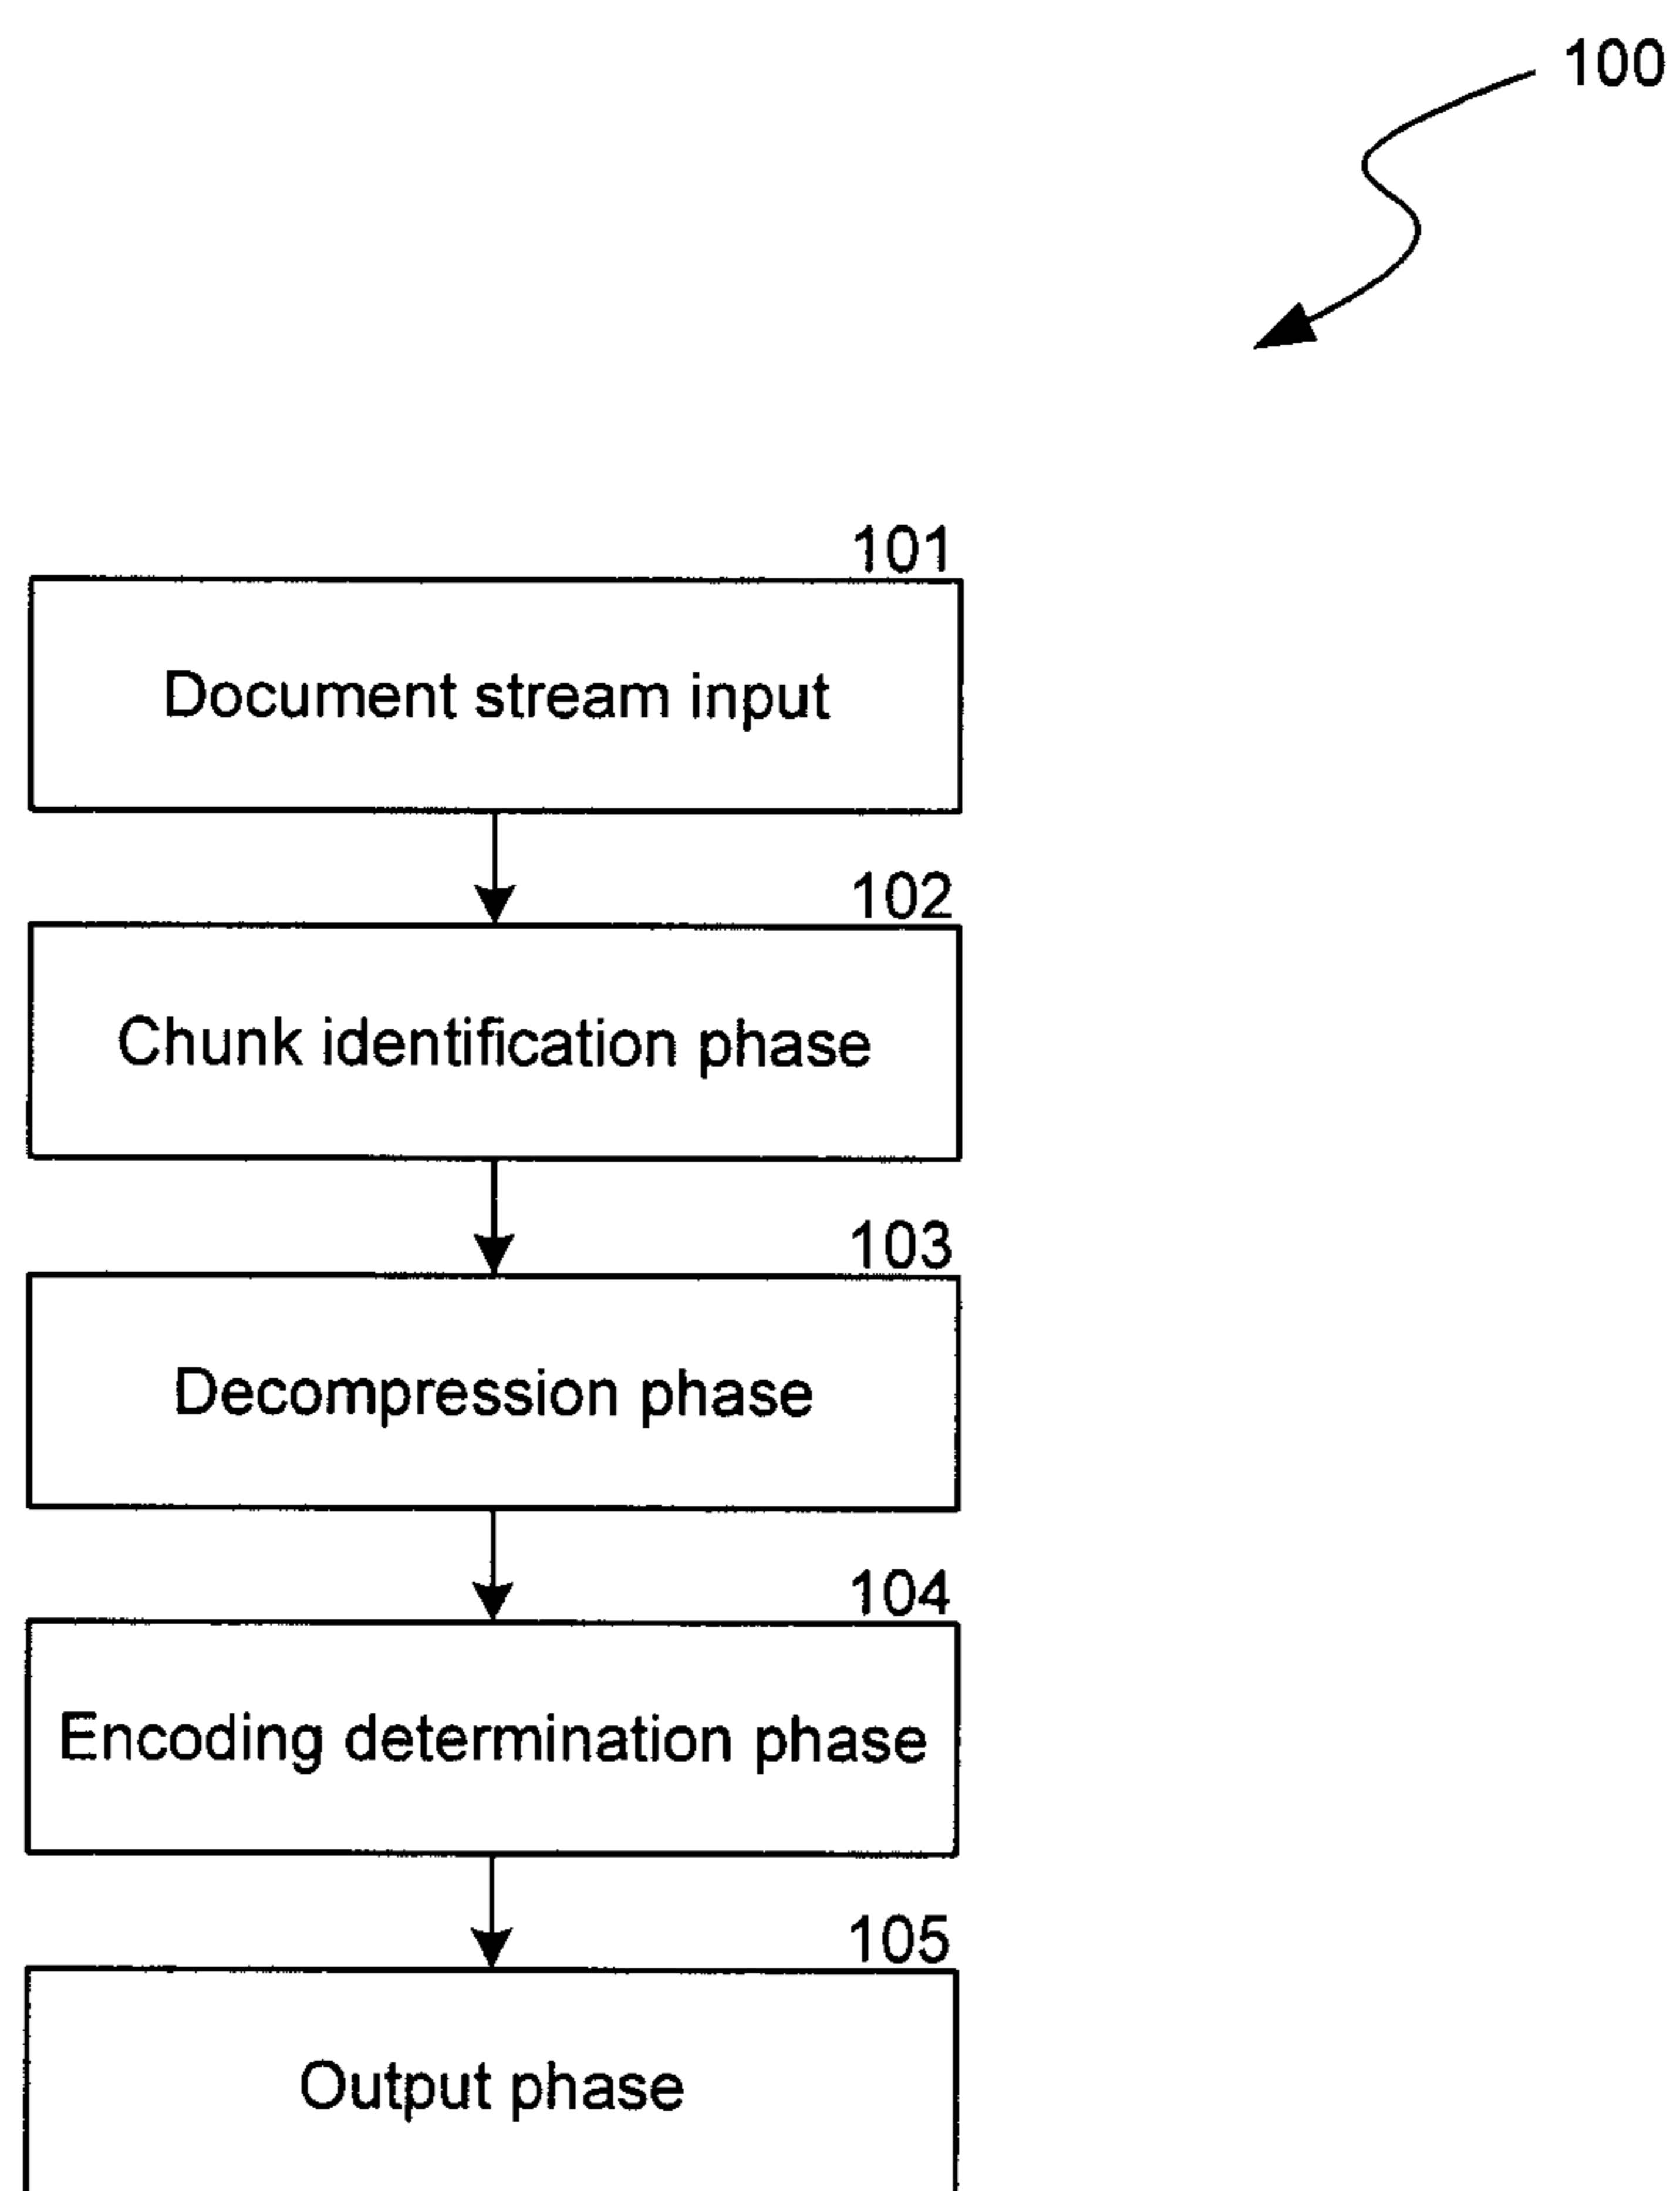 100
101
Document stream input
102
Chunk identification phase
103
Decompression phase
104
Encoding determination phase
105
Output phase